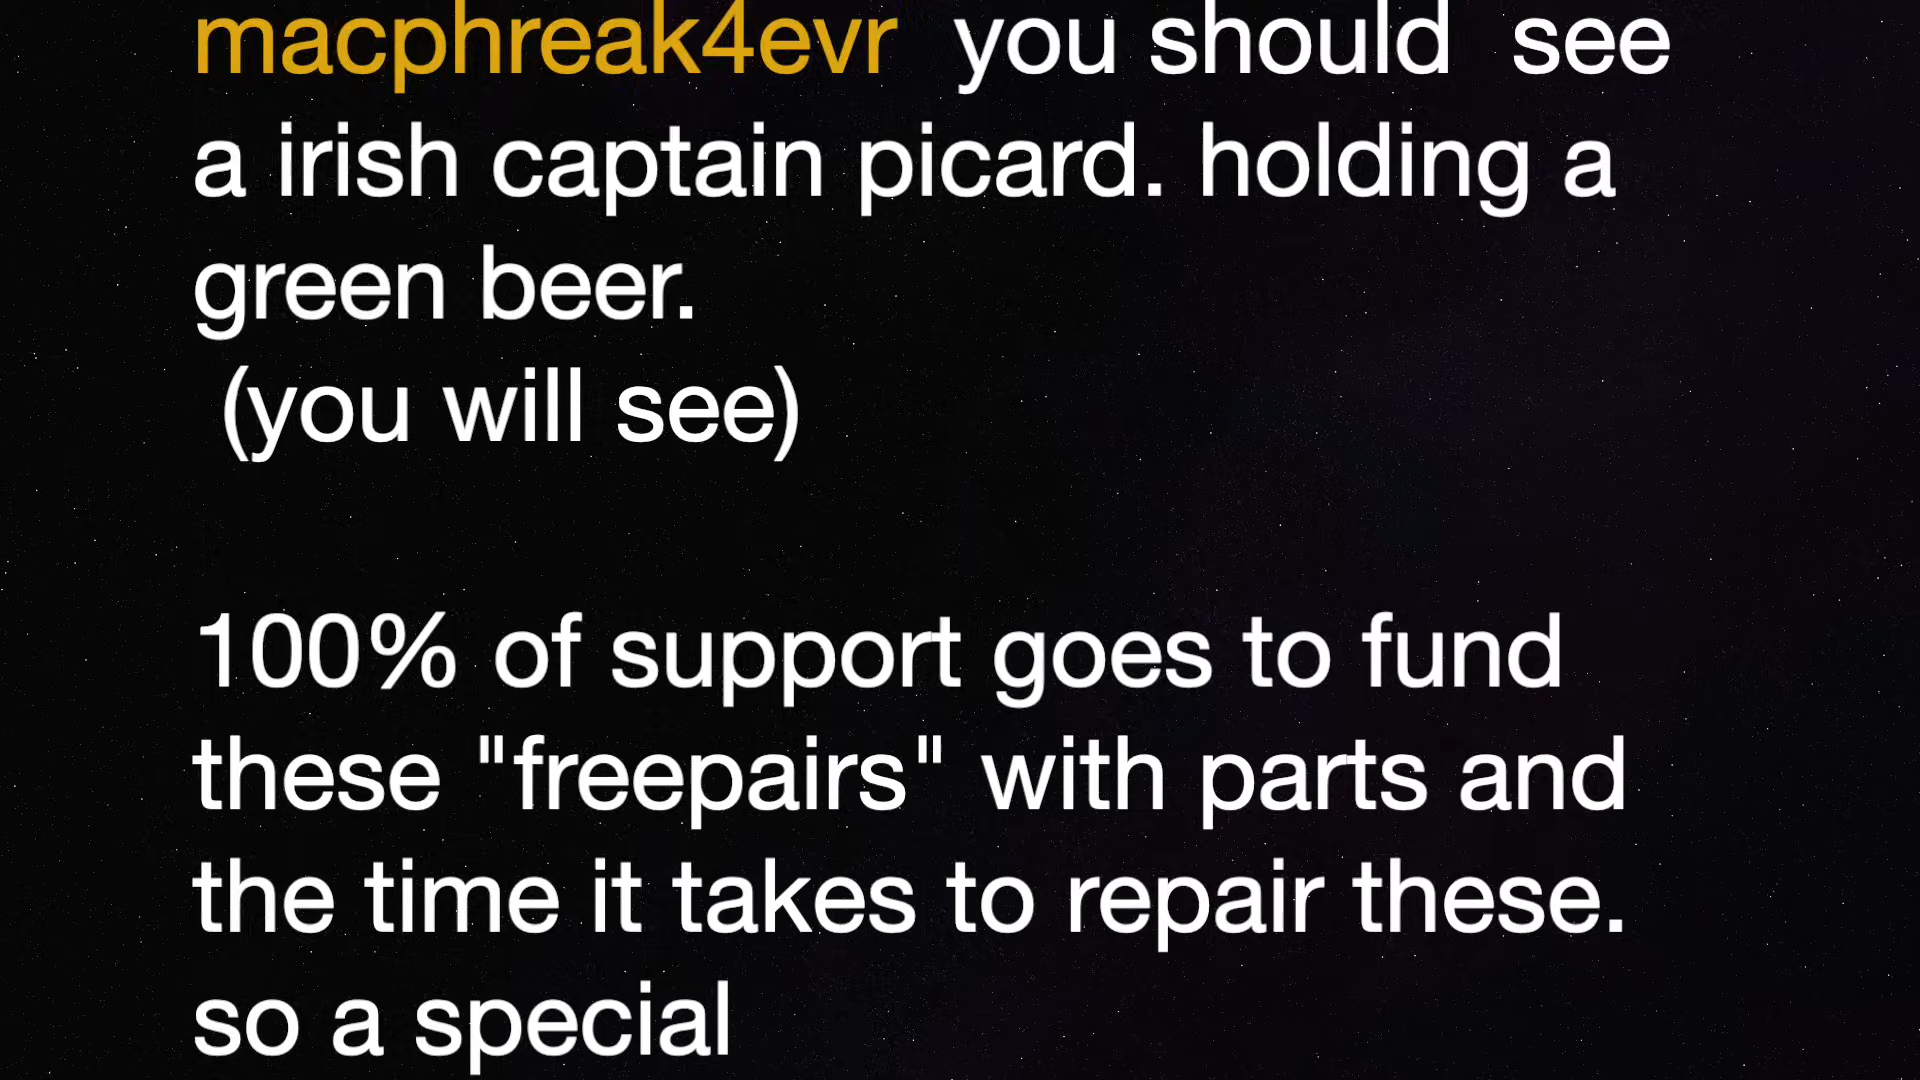 macphreak4evr  you should  see
a irish captain picard. holding a
green beer.
(you will see)
100% of support goes to fund
these "freepairs" with parts and
the time it takes to repair these.
so a special